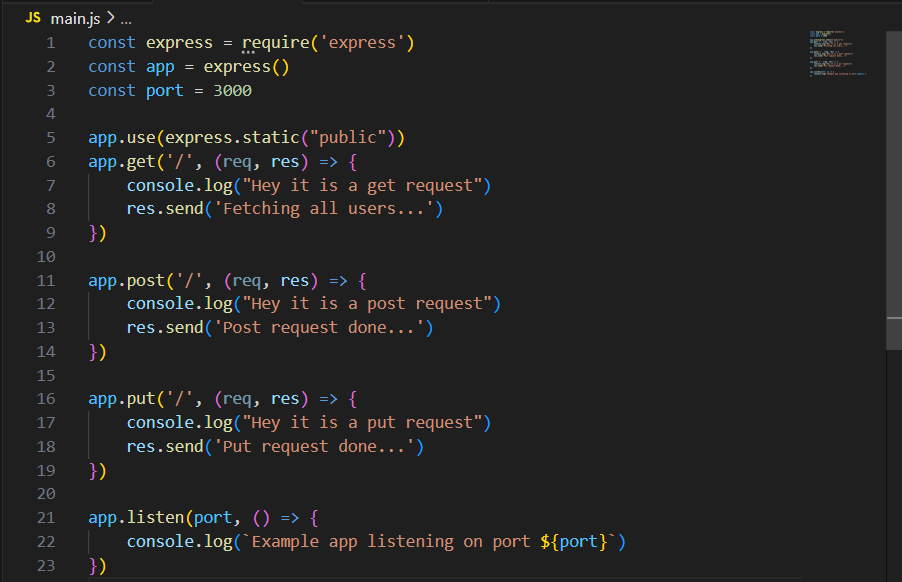 JS main.js > ...
1 const express = require('express')
2 const app = express()
3 const port = 3000
4
5 app.use(express.static("public"))
6 app.get('/', (req, res) => {
7     console.log("Hey it is a get request")
8     res.send('Fetching all users...')
9 })
10
11 app.post('/', (req, res) => {
12     console.log("Hey it is a post request")
13     res.send('Post request done...')
14 })
15
16 app.put('/', (req, res) => {
17     console.log("Hey it is a put request")
18     res.send('Put request done...')
19 })
20
21 app.listen(port, () => {
22     console.log(`Example app listening on port ${port}`)
23 })